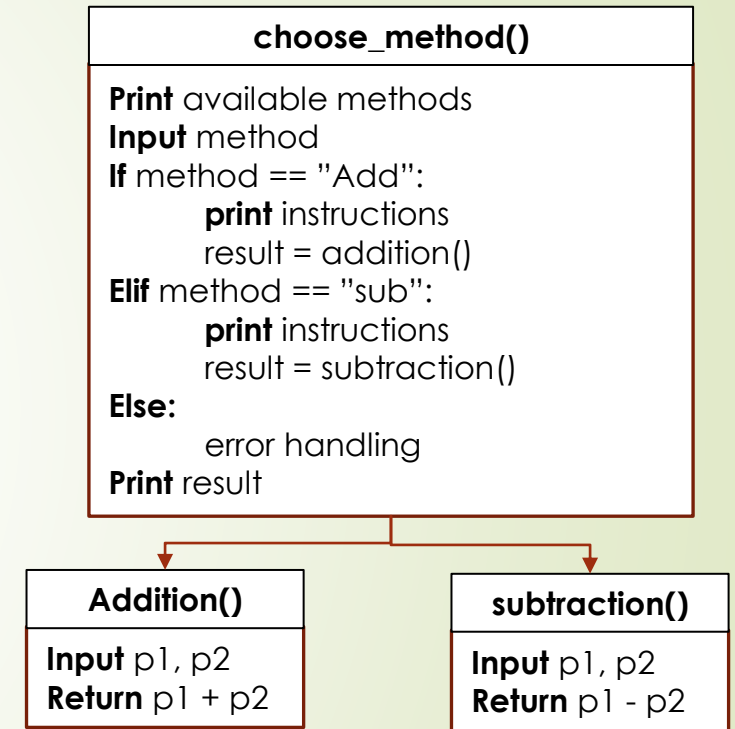 choose_method()
Print available methods
Input method
If method == ”Add”:
print instructions
result = addition()
Elif method == ”sub”:
print instructions
result = subtraction()
Else:
error handling
Print result
Addition()
Input p1, p2
Return p1 + p2
subtraction()
Input p1, p2
Return p1 - p2